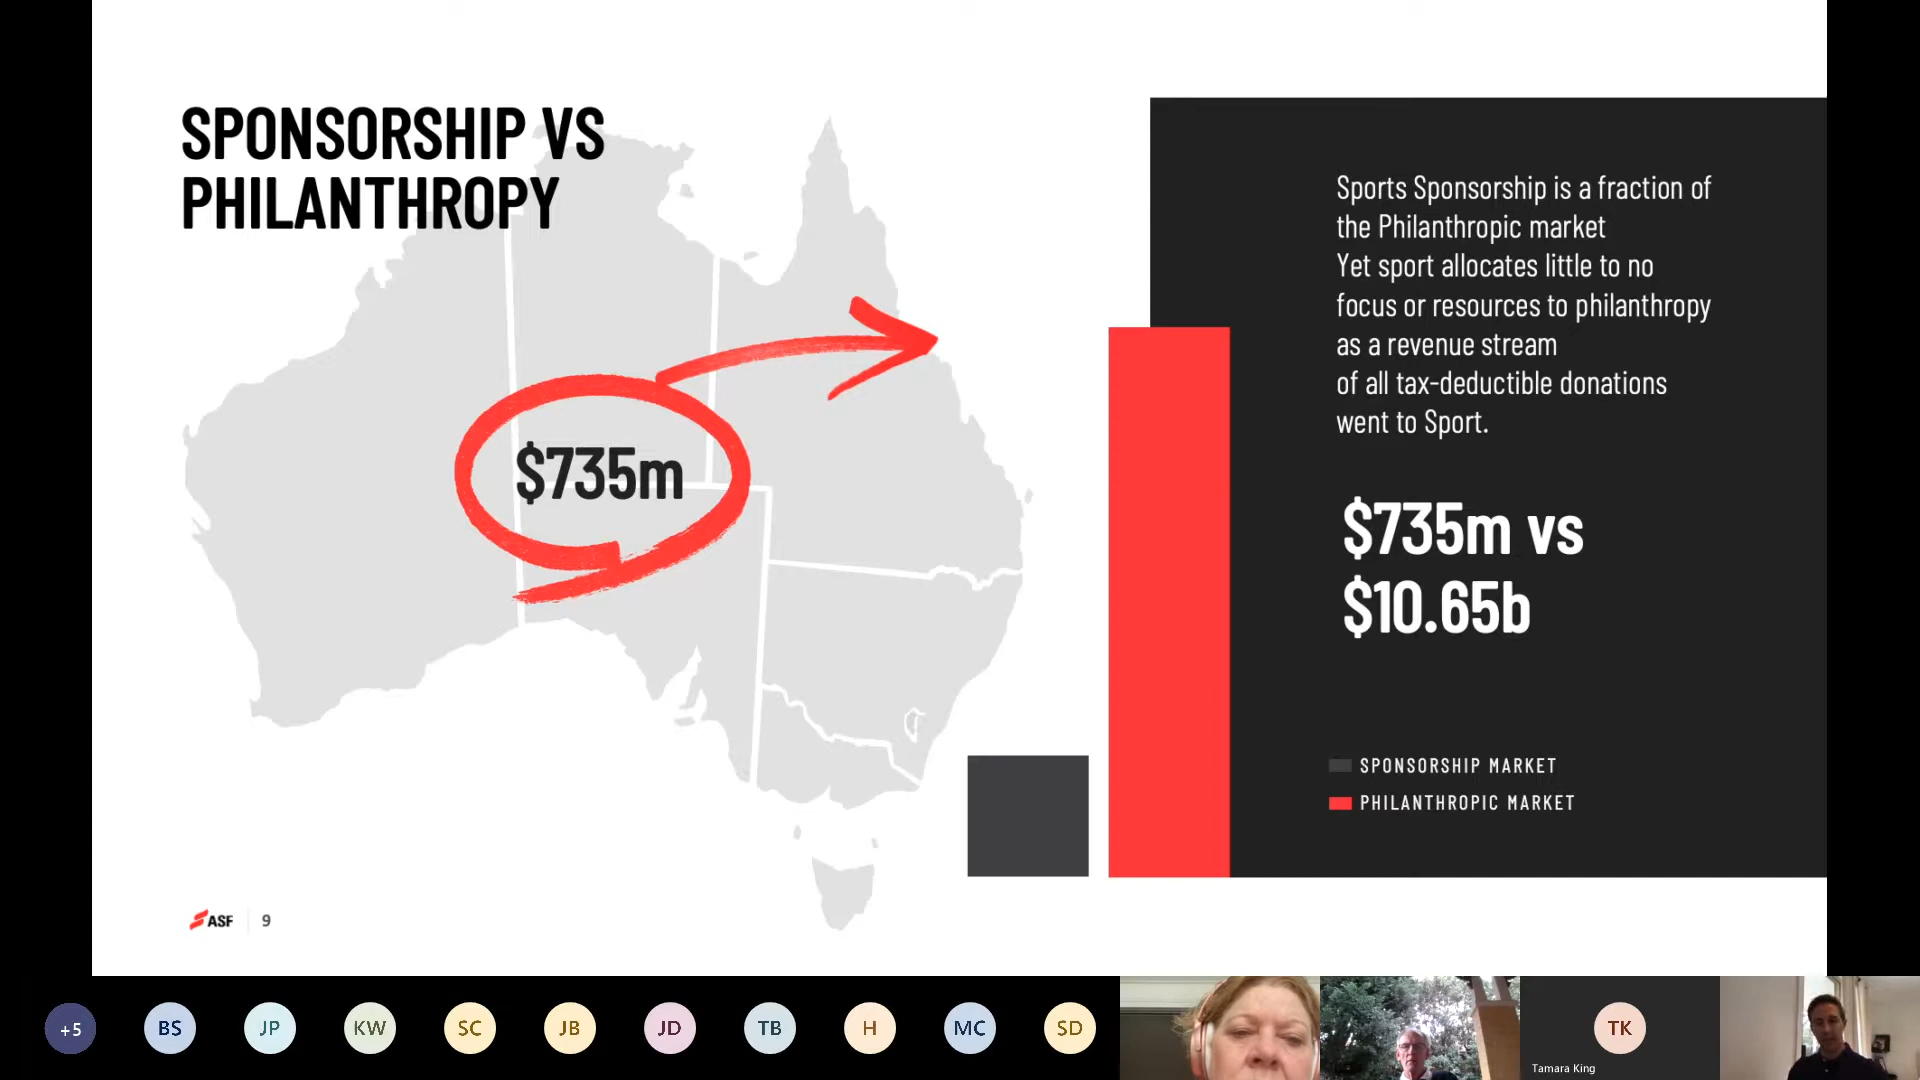 SPONSORSHIP VS
PHILANTHROPY
$735m
Sports Sponsorship is a fraction of
the Philanthropic market
Yet sport allocates little to no
focus or resources to philanthropy
as a revenue stream
of all tax-deductible donations
went to Sport.
$735m vs
$10.65b
SPONSORSHIP MARKET
PHILANTHROPIC MARKET
ASF 9
+5 BS JP KW SC JB JD TB H MC SD TK
Tamara King